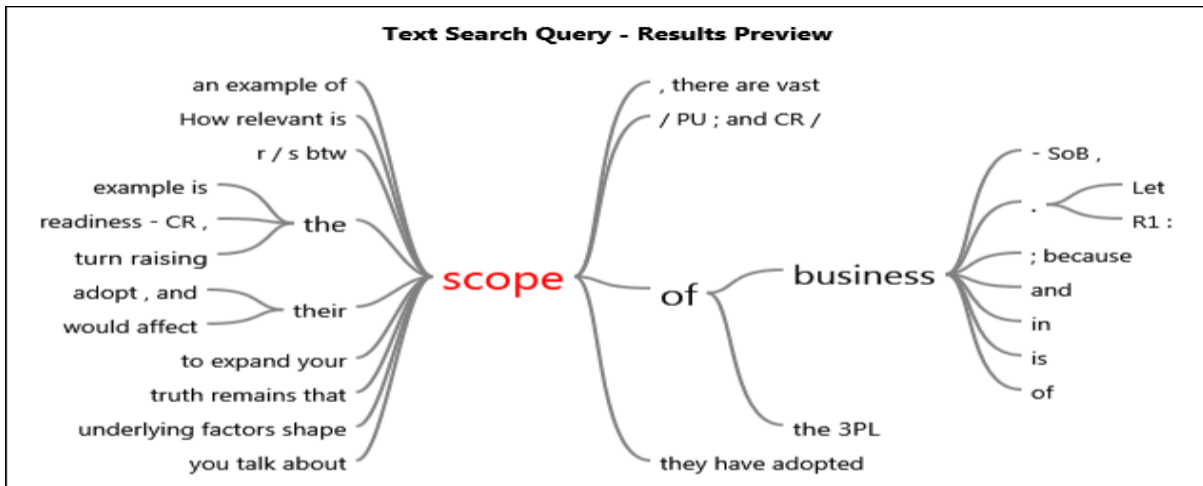 Text Search Query - Results Preview
an example of
How relevant is
r / s btw
example is
readiness - CR ,
turn raising
the
adopt , and
would affect
their
to expand your
truth remains that
underlying factors shape
you talk about
scope
, there are vast
/ PU ; and CR /
of
business
- SoB ,
.
Let
R1 :
; because
and
in
is
of
the 3PL
they have adopted